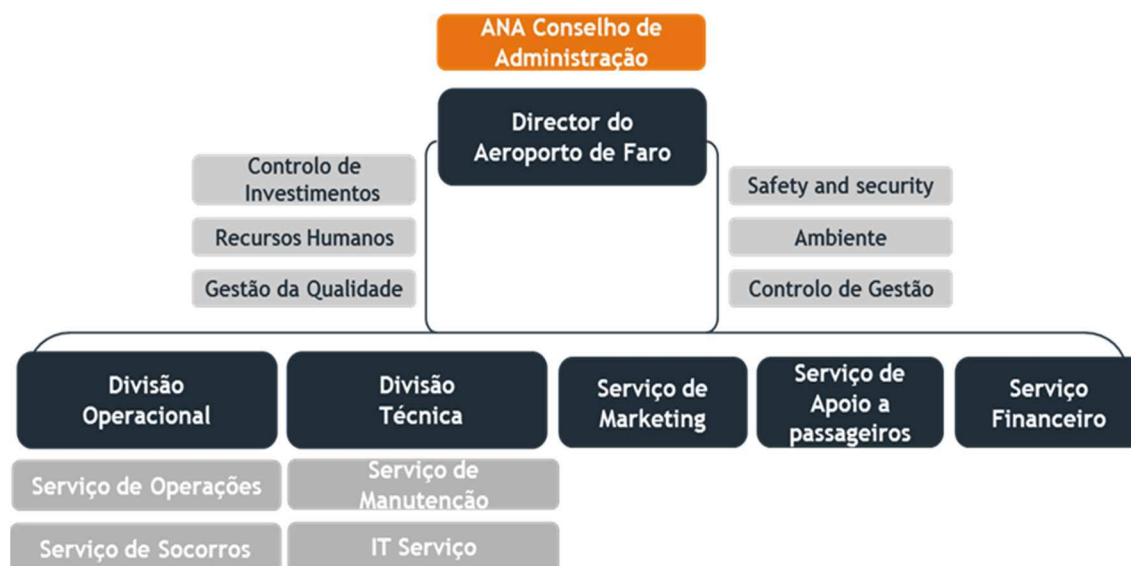 ANA Conselho de
Administração
Director do
Aeroporto de Faro
Controlo de
Investimentos
Recursos Humanos
Gestão da Qualidade
Safety and security
Ambiente
Controlo de Gestão
Divisão
Operacional
Divisão
Técnica
Serviço de
Marketing
Serviço de
Apoio a
passageiros
Serviço
Financeiro
Serviço de Operações
Serviço de
Manutenção
Serviço de Socorros
IT Serviço